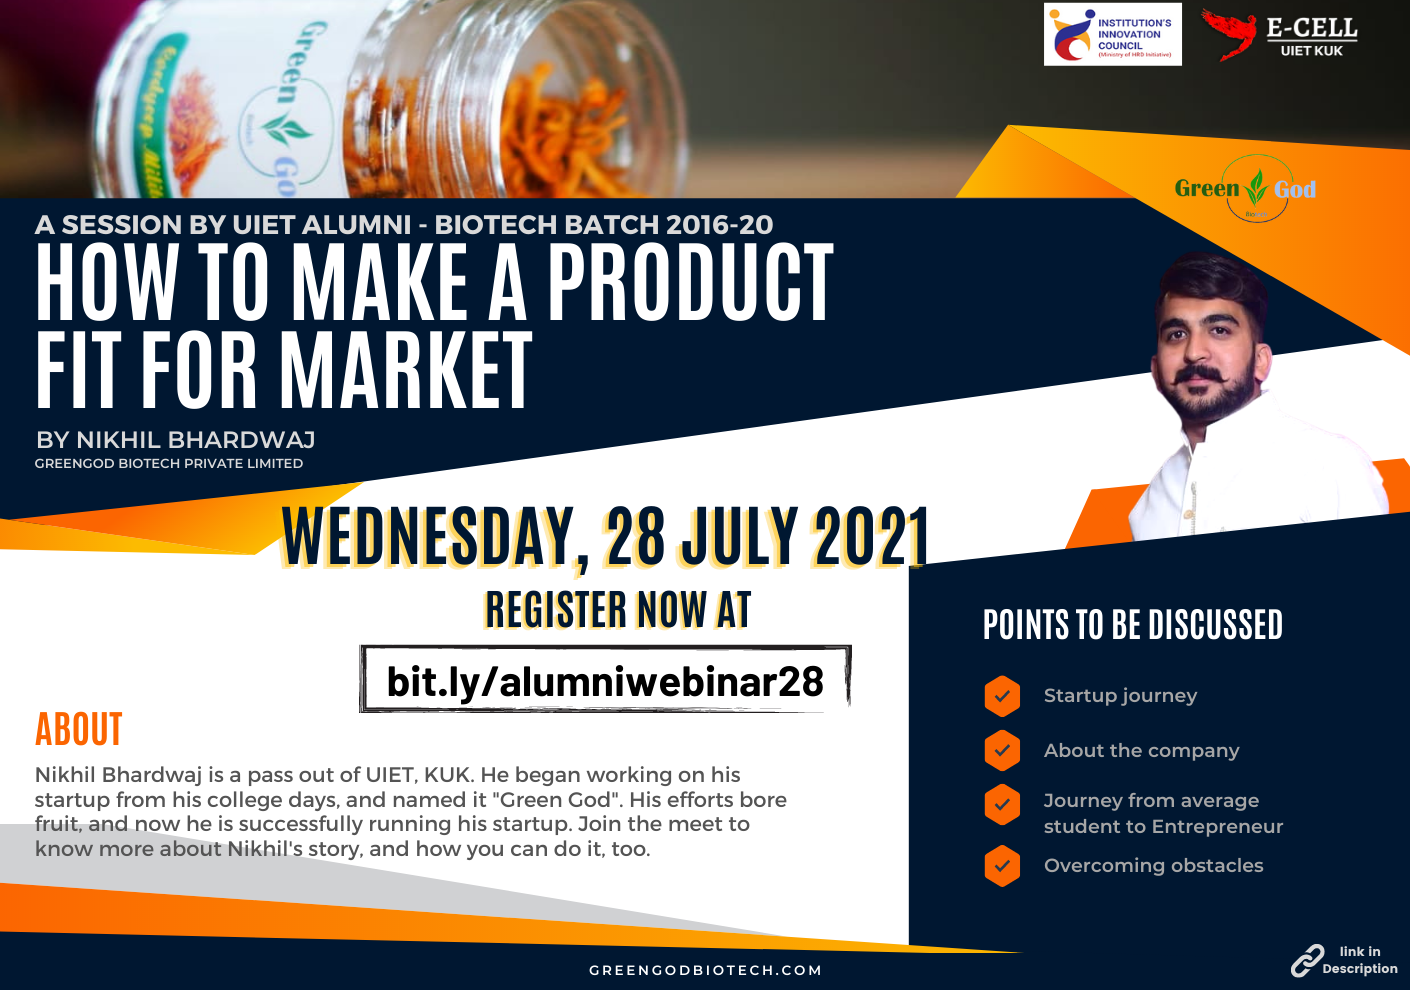 Green
God
INSTITUTION'S
INNOVATION
COUNCIL
(Ministry of HRD Initiative)
E-CELL
UIET KUK
Green God
A SESSION BY UIET ALUMNI - BIOTECH BATCH 2016-20
HOW TO MAKE A PRODUCT
FIT FOR MARKET
BY NIKHIL BHARDWAJ
GREENGOD BIOTECH PRIVATE LIMITED
WEDNESDAY, 28 JULY 2021
REGISTER NOW AT
bit.ly/alumniwebinar28
ABOUT
Nikhil Bhardwaj is a pass out of UIET, KUK. He began working on his
startup from his college days, and named it "Green God". His efforts bore
fruit, and now he is successfully running his startup. Join the meet to
know more about Nikhil's story, and how you can do it, too.
POINTS TO BE DISCUSSED
Startup journey
About the company
Journey from average
student to Entrepreneur
Overcoming obstacles
GREENGODBIOTECH.COM
link in
Description